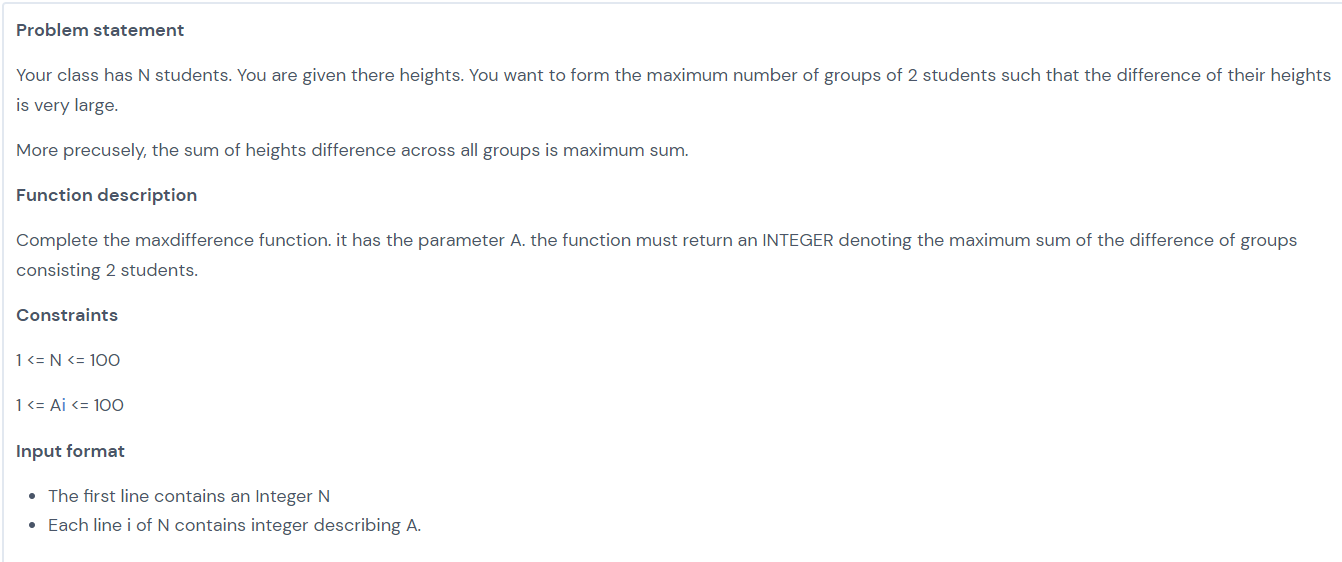 Problem statement
Your class has N students. You are given there heights. You want to form the maximum number of groups of 2 students such that the difference of their heights
is very large.
More precusely, the sum of heights difference across all groups is maximum sum.
Function description
Complete the maxdifference function. it has the parameter A. the function must return an INTEGER denoting the maximum sum of the difference of groups
consisting 2 students.
Constraints
1 <= N <= 100
1 <= Ai <= 100
Input format
• The first line contains an Integer N
• Each line i of N contains integer describing A.